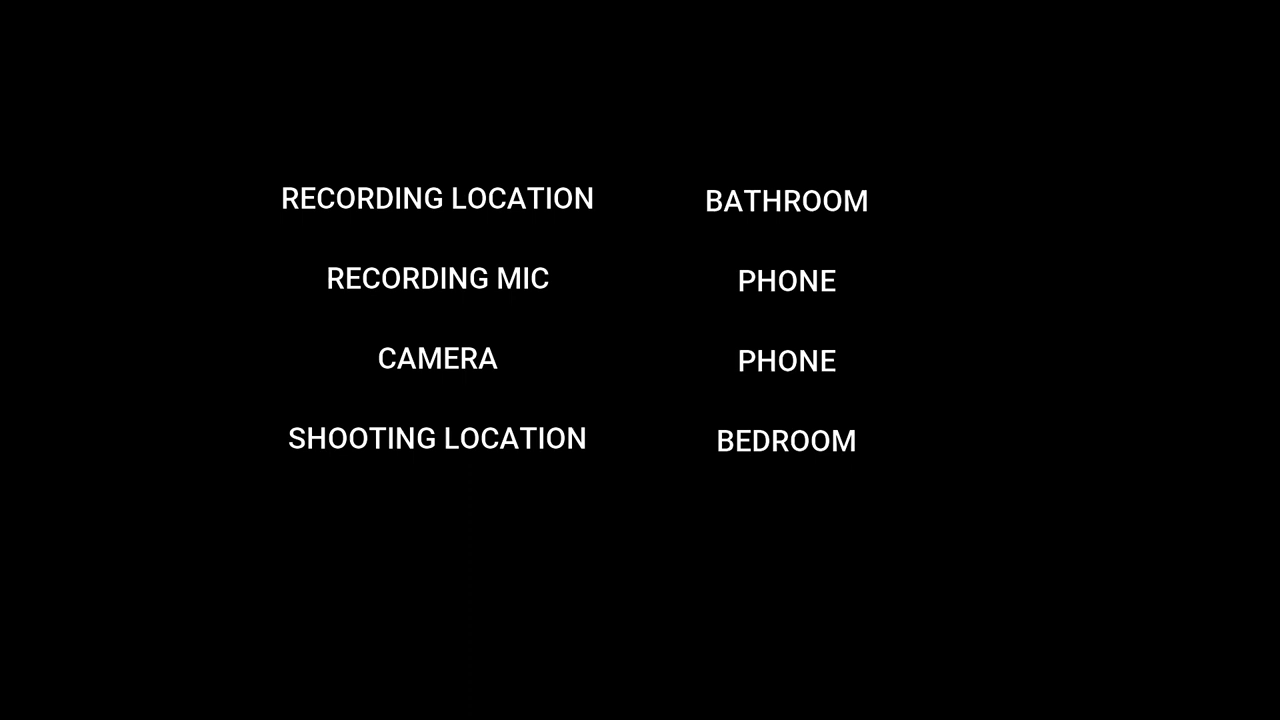 RECORDING LOCATION BATHROOM
RECORDING MIC PHONE
CAMERA PHONE
SHOOTING LOCATION BEDROOM